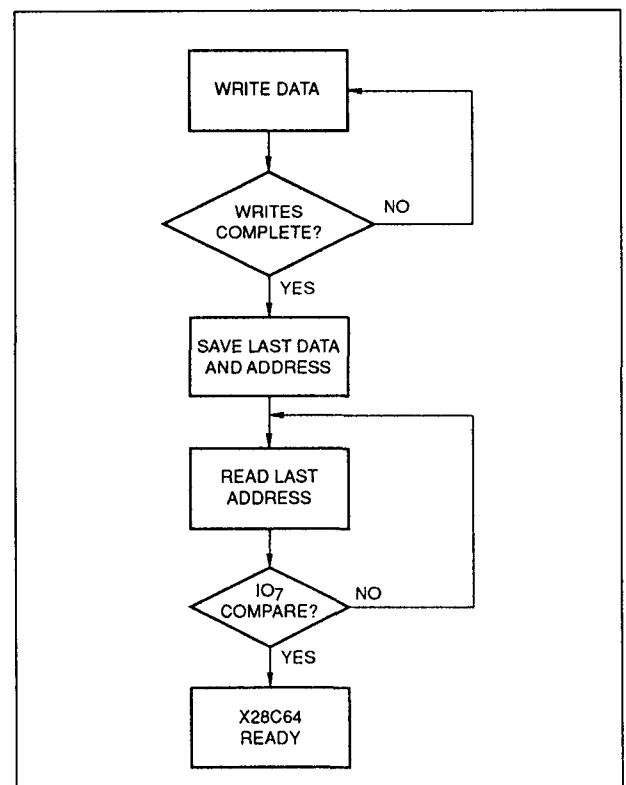 WRITE DATA
WRITES
COMPLETE?
NO
YES
SAVE LAST DATA
AND ADDRESS
READ LAST
ADDRESS
IO7
COMPARE?
NO
YES
X28C64
READY